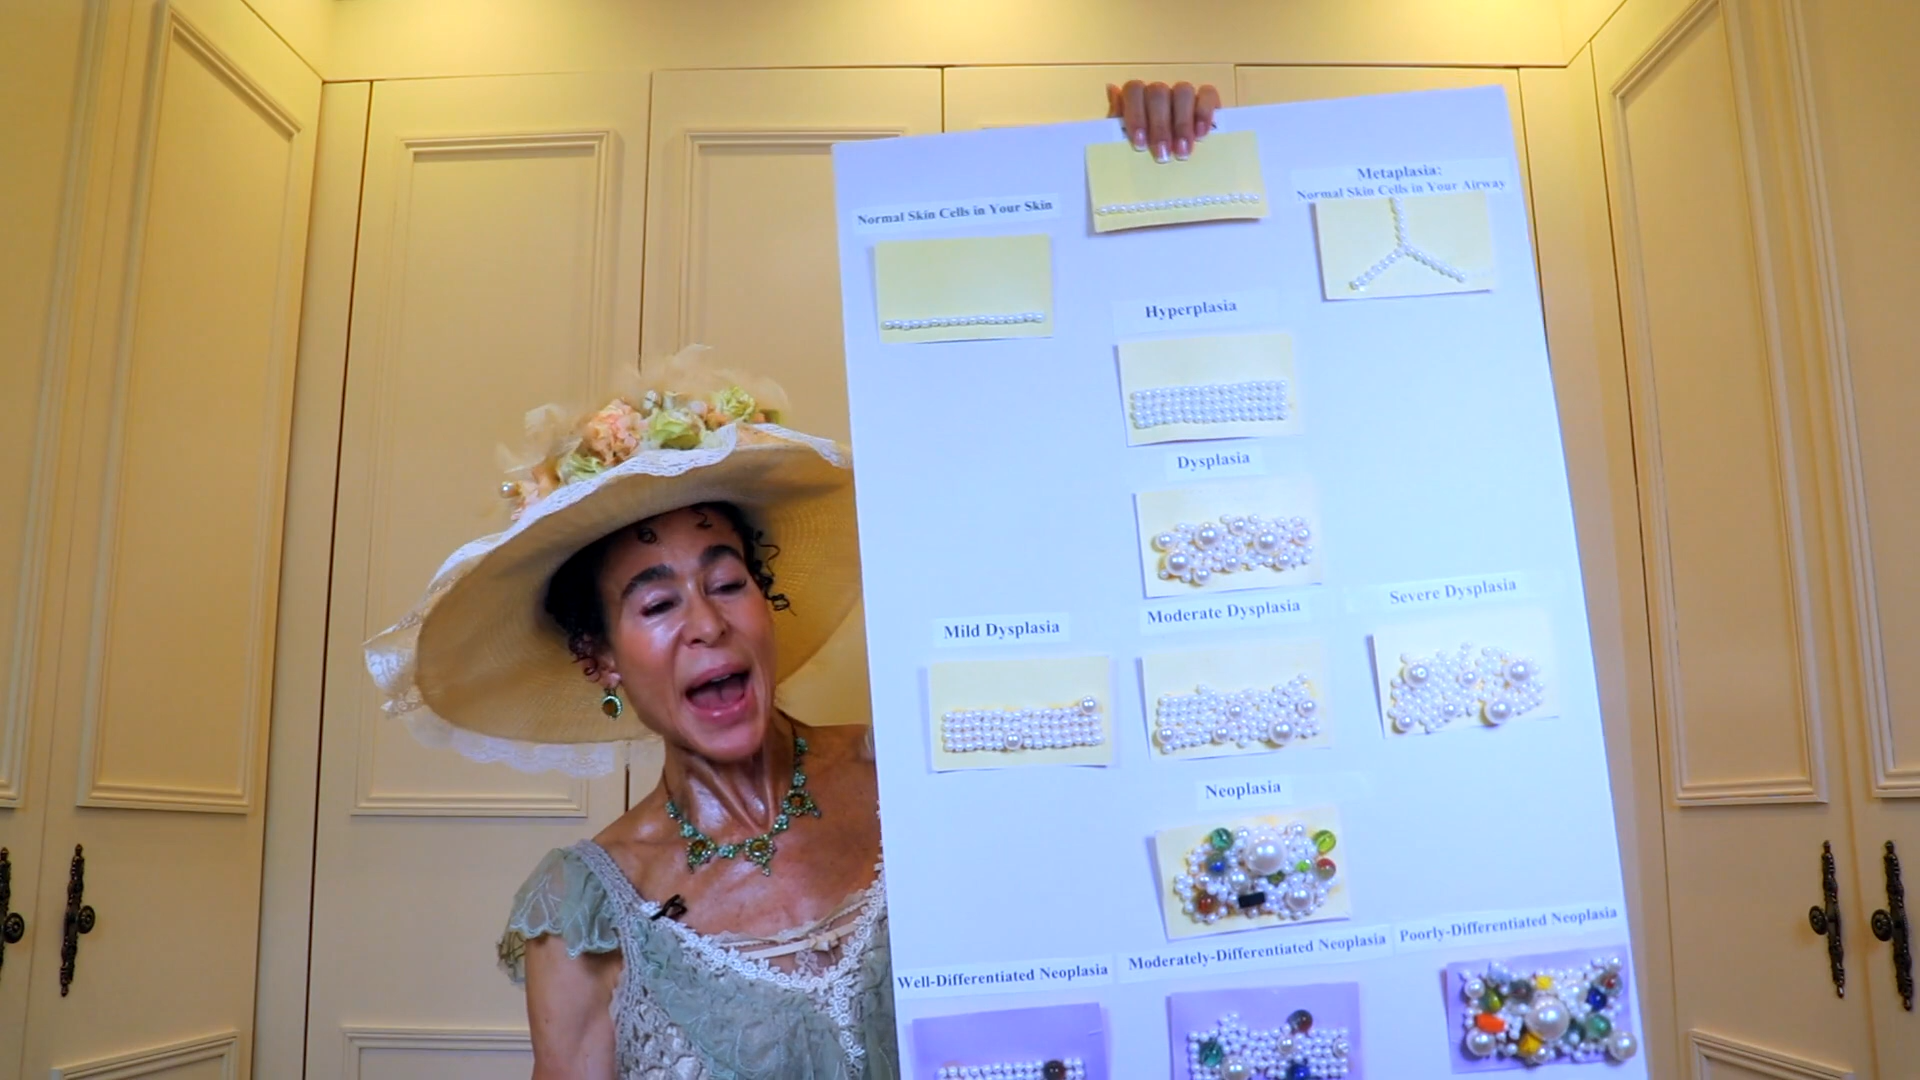 Normal Skin Cells in Your Skin
Metaplasia:
Normal Skin Cells in Your Airway
Hyperplasia
Dysplasia
Mild Dysplasia
Moderate Dysplasia
Severe Dysplasia
Neoplasia
Well-Differentiated Neoplasia
Moderately-Differentiated Neoplasia
Poorly-Differentiated Neoplasia